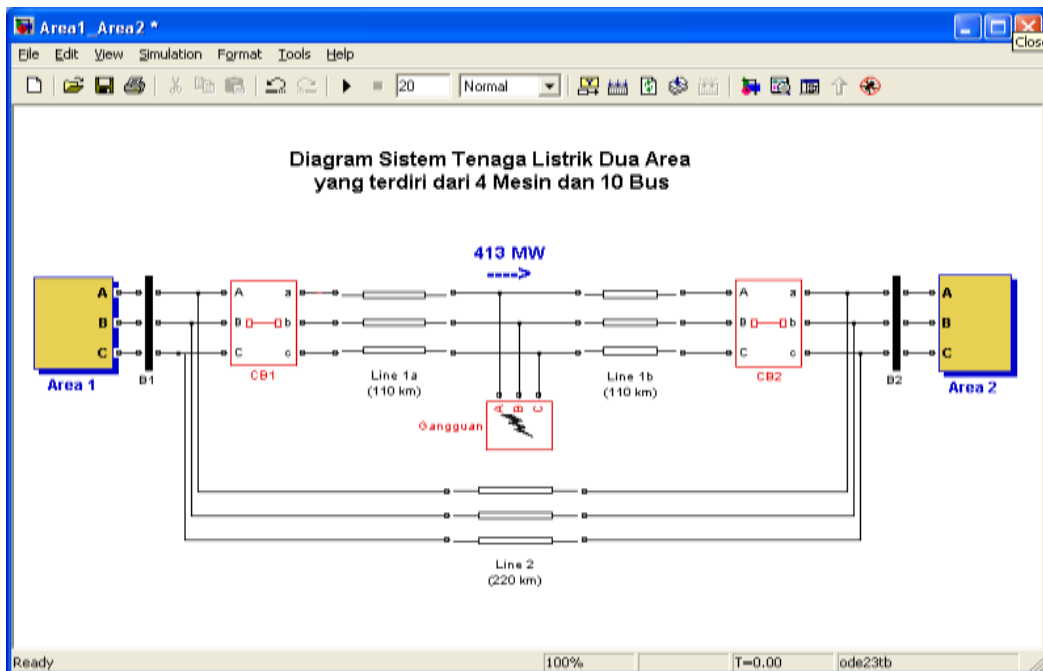 Area1_Area2 *
Close
File Edit View Simulation Format Tools Help
20 Normal
Diagram Sistem Tenaga Listrik Dua Area
yang terdiri dari 4 Mesin dan 10 Bus
413 MW
---->
A A a A a A
B B b B b B
C C c C c C
B1 CB1 Line 1a Line 1b CB2 B2
Area 1 (110 km) (110 km) Area 2
A B C
Gangguan
Line 2
(220 km)
Ready 100% T=0.00 ode23tb